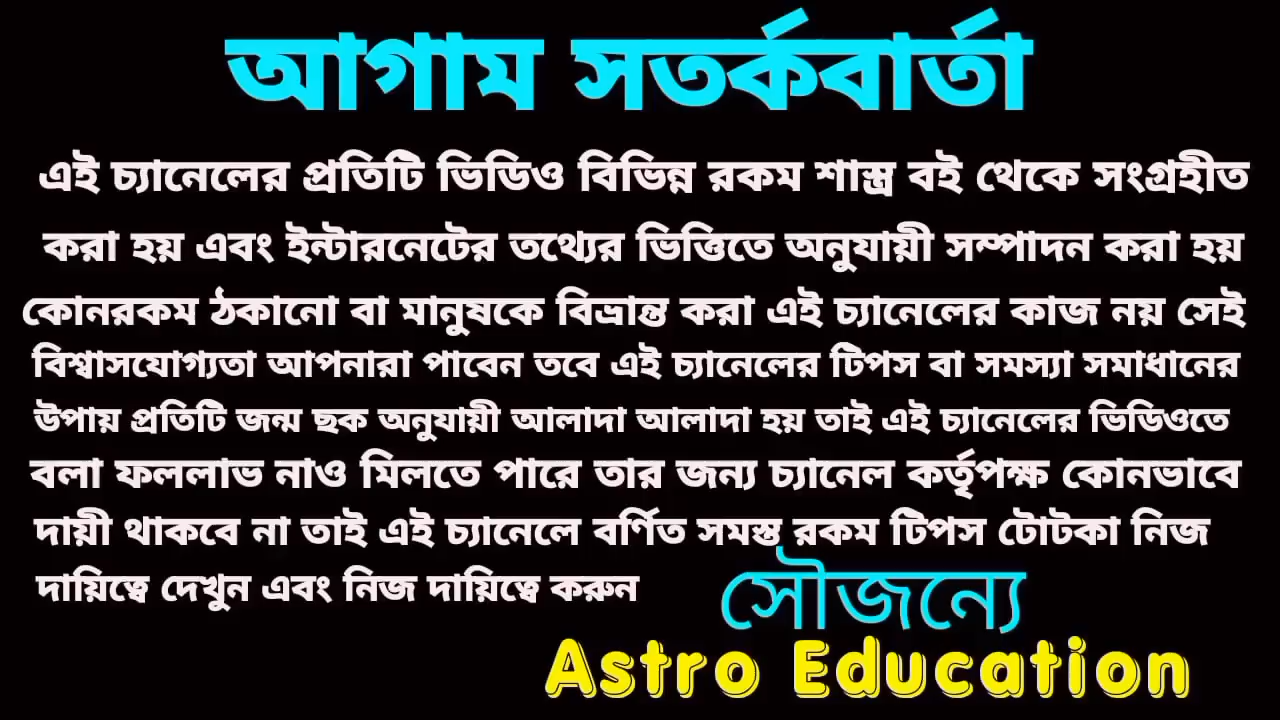 আগাম সতর্কবার্তা
এই চ্যানেলের প্রতিটি ভিডিও বিভিন্ন রকম শাস্ত্র বই থেকে সংগ্রহীত
করা হয় এবং ইন্টারনেটের তথ্যের ভিত্তিতে অনুযায়ী সম্পাদন করা হয়
কোনরকম ঠকানো বা মানুষকে বিভ্রান্ত করা এই চ্যানেলের কাজ নয় সেই
বিশ্বাসযোগ্যতা আপনারা পাবেন তবে এই চ্যানেলের টিপস বা সমস্যা সমাধানের
উপায় প্রতিটি জন্ম ছক অনুযায়ী আলাদা আলাদা হয় তাই এই চ্যানেলের ভিডিওতে
বলা ফললাভ নাও মিলতে পারে তার জন্য চ্যানেল কর্তৃপক্ষ কোনভাবে
দায়ী থাকবে না তাই এই চ্যানেলে বর্ণিত সমস্ত রকম টিপস টোটকা নিজ
দায়িত্বে দেখুন এবং নিজ দায়িত্বে করুন
সৌজন্যে
Astro Education